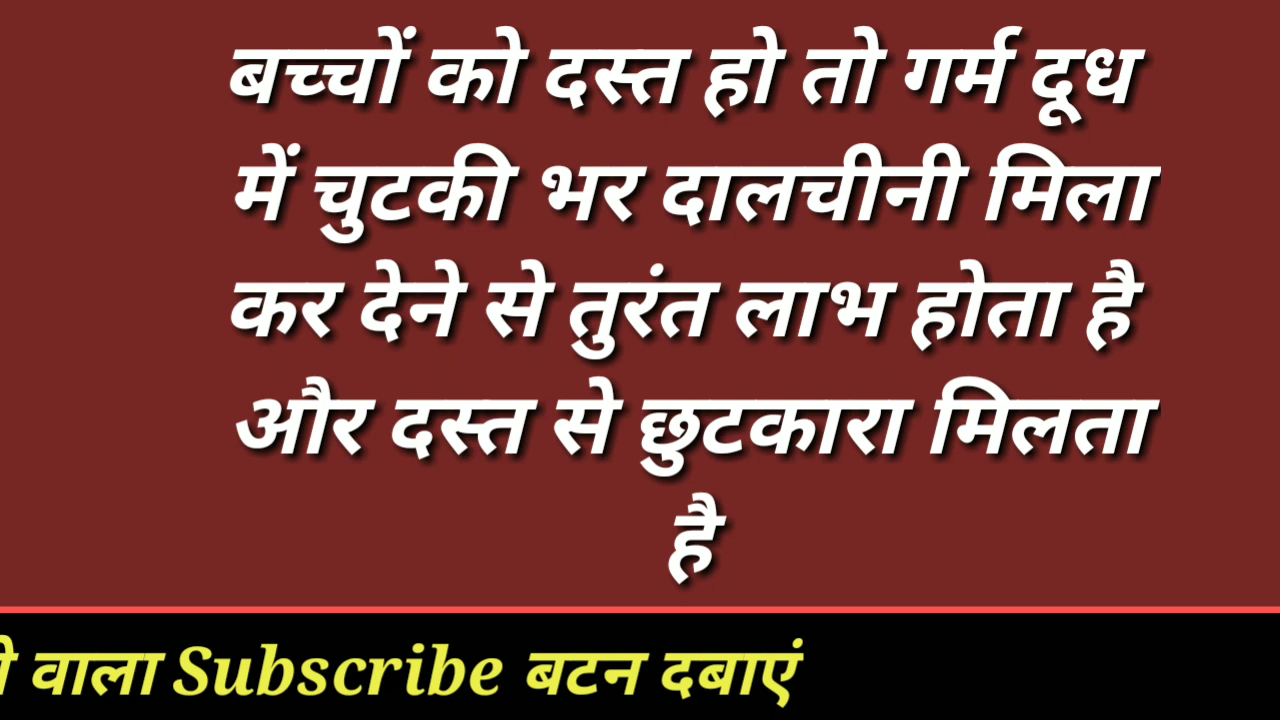 बच्चों को दस्त हो तो गर्म दूध
में चुटकी भर दालचीनी मिला
कर देने से तुरंत लाभ होता है
और दस्त से छुटकारा मिलता
है
वाला Subscribe बटन दबाएं